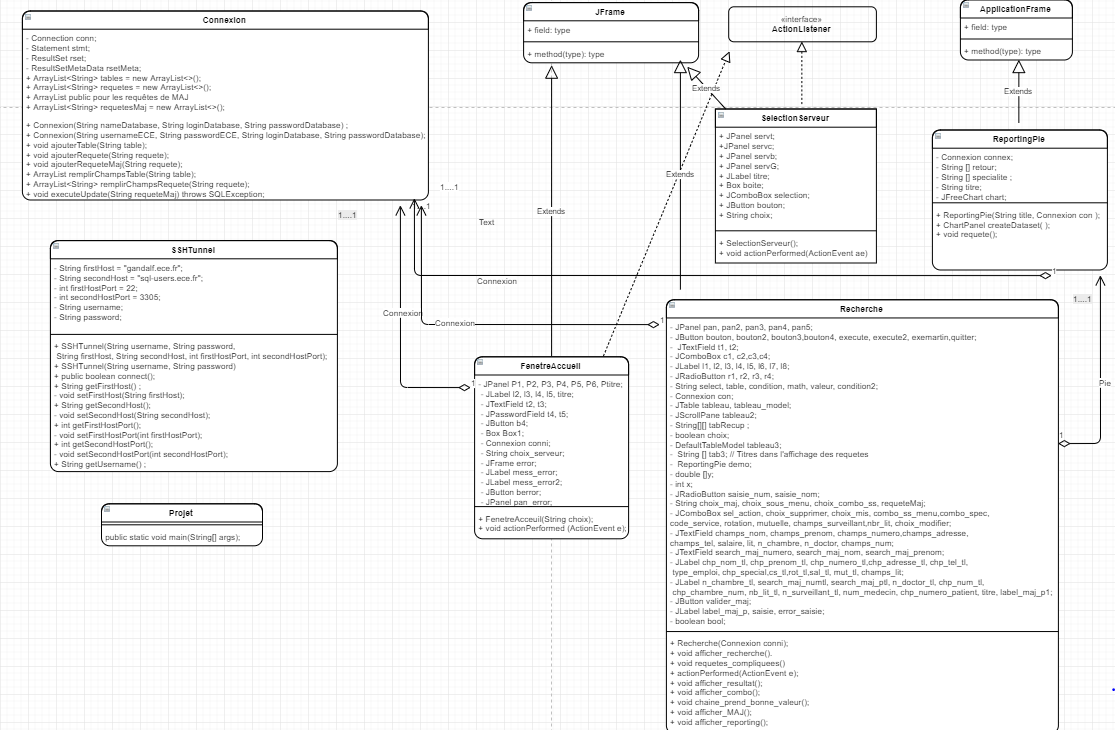 Connexion
- Connection conn;
- Statement stmt;
- ResultSet rset;
- ResultSetMetaData rsetMeta;
+ ArrayList<String> tables = new ArrayList<>();
+ ArrayList<String> requetes = new ArrayList<>();
+ ArrayList public pour les requêtes de MAJ
+ ArrayList<String> requetesMaj = new ArrayList<>();
+ Connexion(String nameDatabase, String loginDatabase, String passwordDatabase) ;
+ Connexion(String usernameECE, String passwordECE, String loginDatabase, String passwordDatabase);
+ void ajouterTable(String table);
+ void ajouterRequete(String requete);
+ void ajouterRequeteMaj(String requete);
+ ArrayList remplirChampsTable(String table);
+ ArrayList<String> remplirChampsRequete(String requete);
+ void executeUpdate(String requeteMaj) throws SQLException;
JFrame
+ field: type
+ method(type): type
«interface»
ActionListener
ApplicationFrame
+ field: type
+ method(type): type
Extends
Extends
SelectionServeur
+ JPanel servt;
+JPanel servc;
+ JPanel servb;
+ JPanel servG;
+ JLabel titre;
+ Box boite;
+ JComboBox selection;
+ JButton bouton;
+ String choix;
+ SelectionServeur();
+ void actionPerformed(ActionEvent ae)
ReportingPie
- Connexion connex;
- String [] retour;
- String [] specialite ;
- String titre;
- JFreeChart chart;
+ ReportingPie(String title, Connexion con );
+ ChartPanel createDataset( );
+ void requete();
Extends
Extends
1....1
1....1
1
Text
SSHTunnel
- String firstHost = "gandalf.ece.fr";
- String secondHost = "sql-users.ece.fr";
- int firstHostPort = 22;
- int secondHostPort = 3305;
- String username;
- String password;
+ SSHTunnel(String username, String password,
String firstHost, String secondHost, int firstHostPort, int secondHostPort);
+ SSHTunnel(String username, String password)
+ public boolean connect();
+ String getFirstHost() ;
- void setFirstHost(String firstHost);
+ String getSecondHost();
- void setSecondHost(String secondHost);
+ int getFirstHostPort();
- void setFirstHostPort(int firstHostPort);
+ int getSecondHostPort();
- void setSecondHostPort(int secondHostPort);
+ String getUsername() ;
Connexion
1
1....1
Connexion
Connexion
1
1
Pie
1
FenetreAccueil
- JPanel P1, P2, P3, P4, P5, P6, Ptitre;
- JLabel l2, l3, l4, l5, titre;
- JTextField t2, t3;
- JPasswordField t4, t5;
- JButton b4;
- Box Box1;
- Connexion conni;
- String choix_serveur;
- JFrame error;
- JLabel mess_error;
- JLabel mess_error2;
- JButton berror;
- JPanel pan_error;
+ FenetreAcceuil(String choix);
+ void actionPerformed (ActionEvent e);
Recherche
- JPanel pan, pan2, pan3, pan4, pan5;
- JButton bouton, bouton2, bouton3,bouton4, execute, execute2, exemartin,quitter;
- JTextField t1, t2;
- JComboBox c1, c2,c3,c4;
- JLabel l1, l2, l3, l4, l5, l6, l7, l8;
- JRadioButton r1, r2, r3, r4;
- String select, table, condition, math, valeur, condition2;
- Connexion con;
- JTable tableau, tableau_model;
- JScrollPane tableau2;
- String[][] tabRecup ;
- boolean choix;
- DefaultTableModel tableau3;
- String [] tab3; // Titres dans l'affichage des requetes
- ReportingPie demo;
- double []y;
- int x;
- JRadioButton saisie_num, saisie_nom;
- String choix_maj, choix_sous_menu, choix_combo_ss, requeteMaj;
- JComboBox sel_action, choix_supprimer, choix_mis, combo_ss_menu,combo_spec,
code_service, rotation, mutuelle, champs_surveillant,nbr_lit, choix_modifier;
- JTextField champs_nom, champs_prenom, champs_numero,champs_adresse,
champs_tel, salaire, lit, n_chambre, n_doctor, champs_num;
- JTextField search_maj_numero, search_maj_nom, search_maj_prenom;
- JLabel chp_nom_tl, chp_prenom_tl, chp_numero_tl,chp_adresse_tl, chp_tel_tl,
type_emploi, chp_special,cs_tl,rot_tl,sal_tl, mut_tl, champs_lit;
- JLabel n_chambre_tl, search_maj_numtl, search_maj_ptl, n_doctor_tl, chp_num_tl,
chp_chambre_num, nb_lit_tl, n_surveillant_tl, num_medecin, chp_numero_patient, titre, label_maj_p1;
- JButton valider_maj;
- JLabel label_maj_p, saisie, error_saisie;
- boolean bool;
+ Recherche(Connexion conni);
+ void afficher_recherche().
+ void requetes_compliquees()
+ actionPerformed(ActionEvent e);
+ void afficher_resultat();
+ void afficher_combo();
+ void chaine_prend_bonne_valeur();
+ void afficher_MAJ();
+ void afficher_reporting();
Projet
public static void main(String[] args);